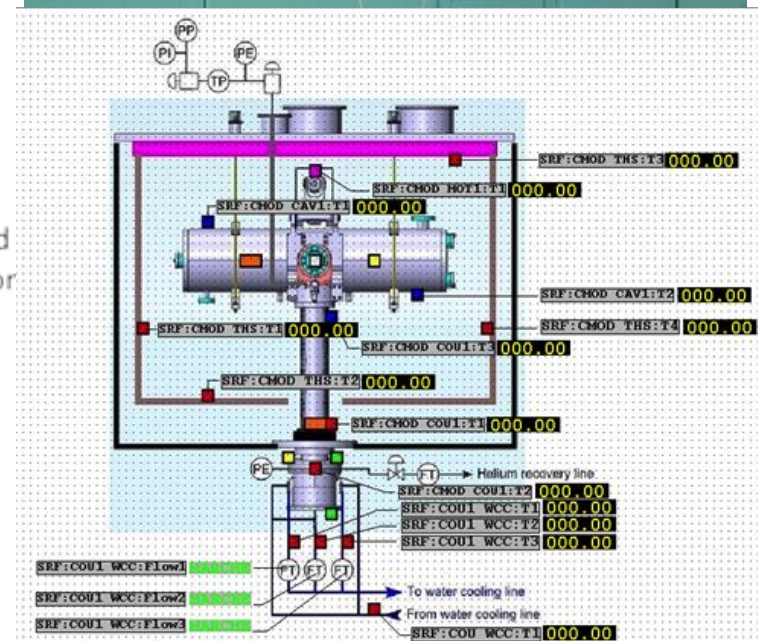 PP
PI
PE
TP
SRF:CMOD THS:T3 000.00
SRF:CMOD MOT1:T1 000.00
SRF:CMOD CAV1:T1 000.00
d
or
SRF:CMOD CAV1:T2 000.00
SRF:CMOD THS:T1 000.00
SRF:CMOD THS:T4 000.00
SRF:CMOD COU1:T3 000.00
SRF:CMOD THS:T2 000.00
SRF:CMOD COU1:T1 000.00
PE
FT
Helium recovery line
SRF:CMOD COU1:T2 000.00
SRF:COU1 WCC:T1 000.00
SRF:COU1 WCC:T2 000.00
SRF:COU1 WCC:T3 000.00
SRF:COU1 WCC:Flow1 MARCHE
FT FT FT
To water cooling line
SRF:COU1 WCC:Flow2 MARCHE
From water cooling line
SRF:COU1 WCC:Flow3 MARCHE
SRF:COU WCC:T1 000.00